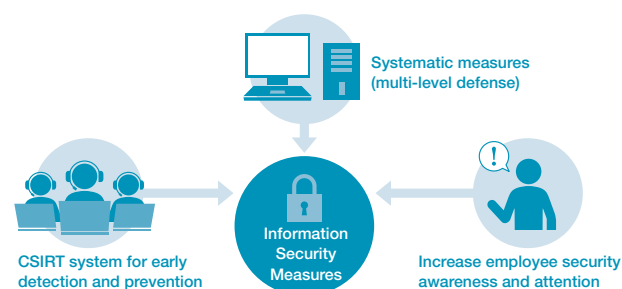 Systematic measures
(multi-level defense)
!
Information
Security
Measures
CSIRT system for early
detection and prevention
Increase employee security
awareness and attention